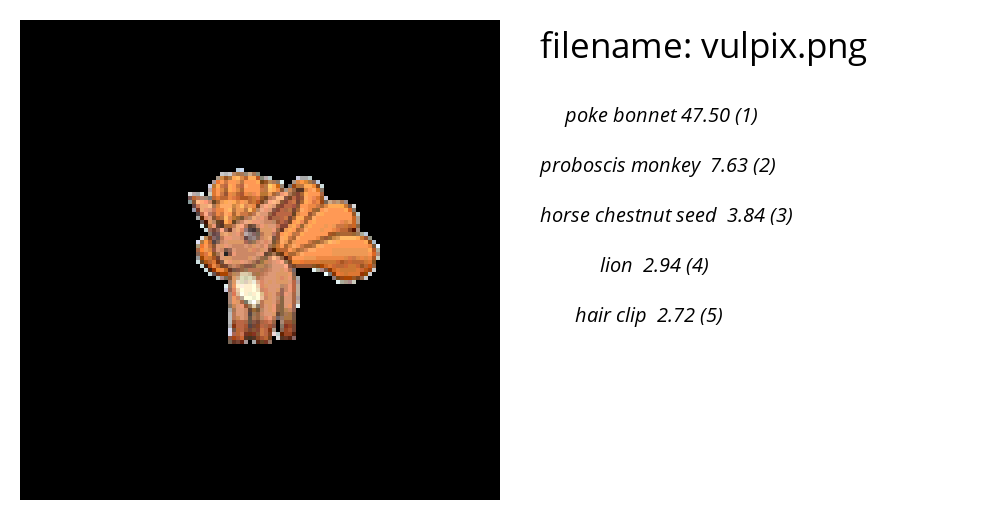 filename: vulpix.png
poke bonnet 47.50 (1)
proboscis monkey 7.63 (2)
horse chestnut seed 3.84 (3)
lion 2.94 (4)
hair clip 2.72 (5)